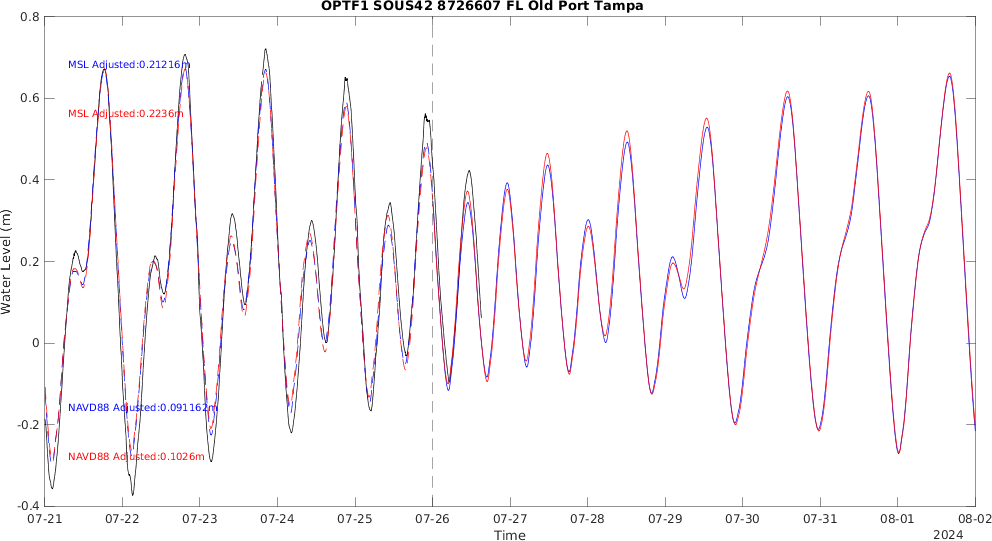 OPTF1 SOUS42 8726607 FL Old Port Tampa
0.8
0.6
0.4
0.2
0
-0.2
-0.4
Water Level (m)
MSL Adjusted:0.21216m
MSL Adjusted:0.2236m
NAVD88 Adjusted:0.091162m
NAVD88 Adjusted:0.1026m
07-21 07-22 07-23 07-24 07-25 07-26 07-27 07-28 07-29 07-30 07-31 08-01 08-02
Time
2024